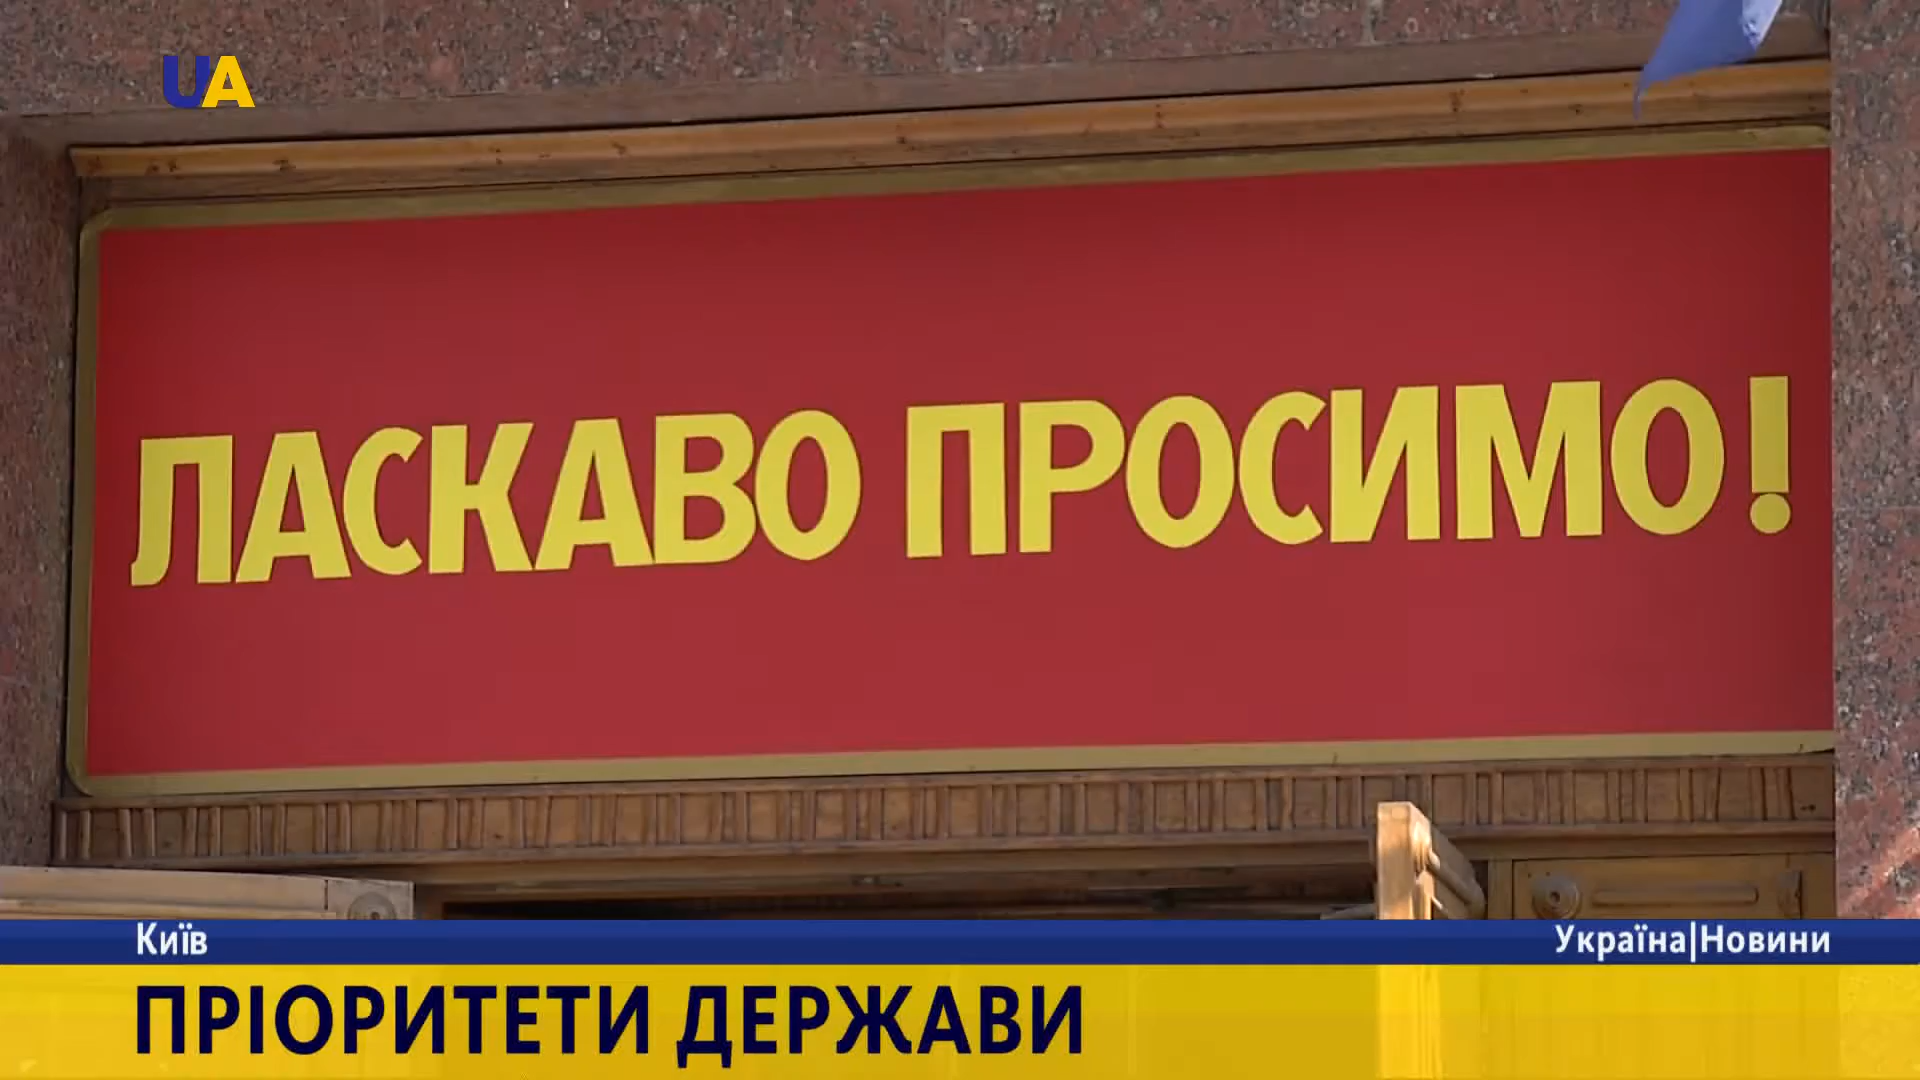 UA
ЛАСКАВО ПРОСИМО!
Київ
Україна|Новини
ПРІОРИТЕТИ ДЕРЖАВИ